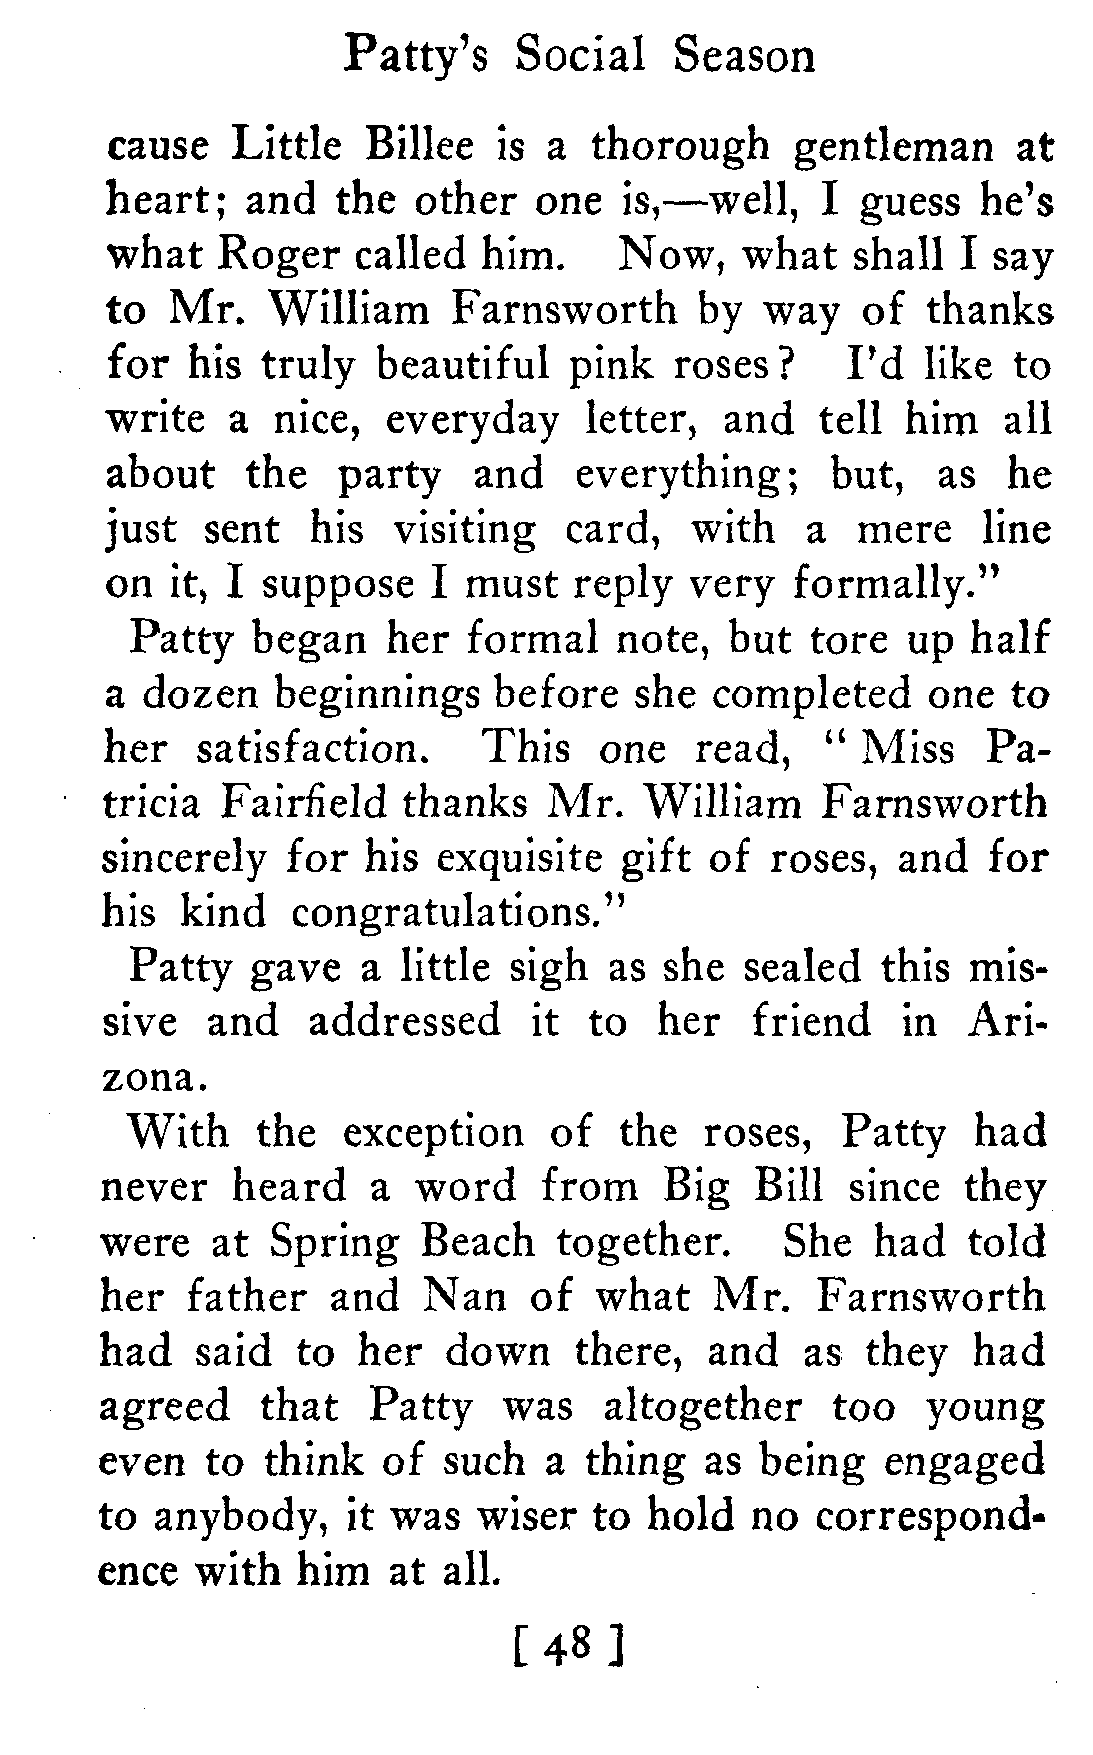 Patty's Social Season
cause Little Billee is a thorough gentleman at
heart; and the other one is,—well, I guess he's
what Roger called him. Now, what shall I say
to Mr. William Farnsworth by way of thanks
for his truly beautiful pink roses? I'd like to
write a nice, everyday letter, and tell him all
about the party and everything; but, as he
just sent his visiting card, with a mere line
on it, I suppose I must reply very formally."
Patty began her formal note, but tore up half
a dozen beginnings before she completed one to
her satisfaction. This one read, "Miss Pa-
tricia Fairfield thanks Mr. William Farnsworth
sincerely for his exquisite gift of roses, and for
his kind congratulations."
Patty gave a little sigh as she sealed this mis-
sive and addressed it to her friend in Ari-
zona.
With the exception of the roses, Patty had
never heard a word from Big Bill since they
were at Spring Beach together. She had told
her father and Nan of what Mr. Farnsworth
had said to her down there, and as they had
agreed that Patty was altogether too young
even to think of such a thing as being engaged
to anybody, it was wiser to hold no correspond-
ence with him at all.
[ 48 ]